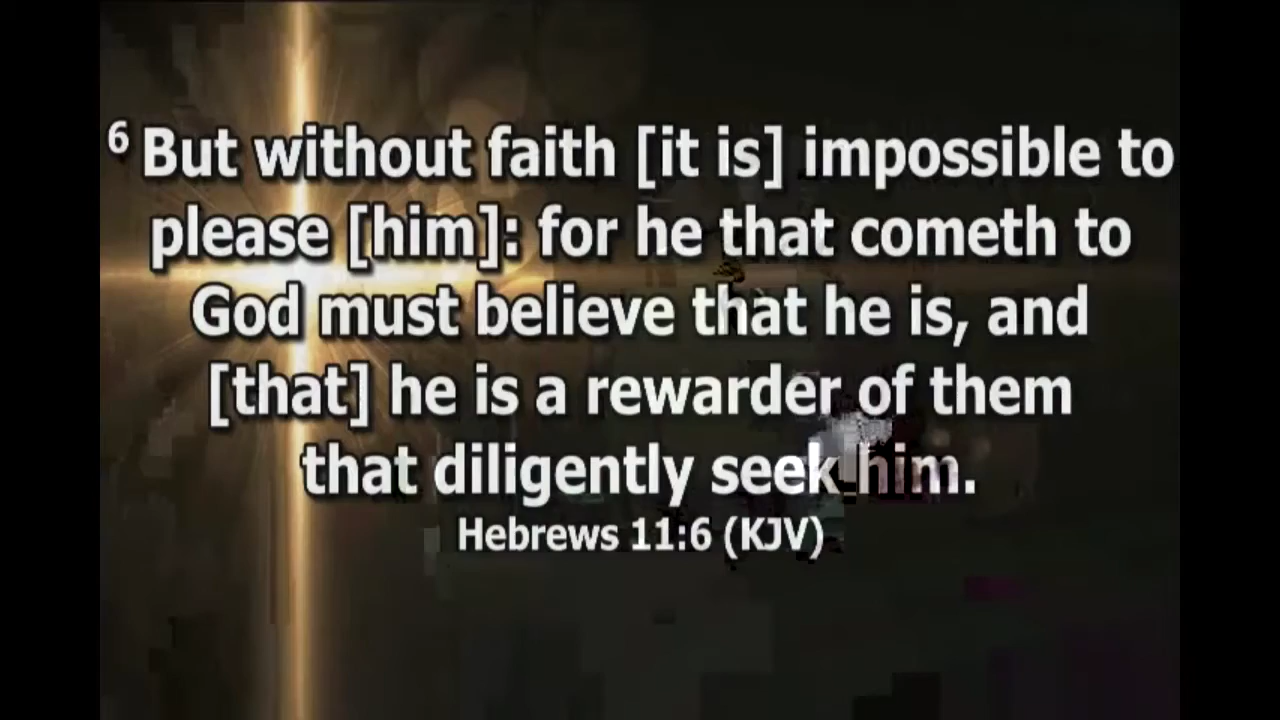 6 But without faith [it is] impossible to
please [him]: for he that cometh to
God must believe that he is, and
[that] he is a rewarder of them
that diligently seek him.
Hebrews 11:6 (KJV)